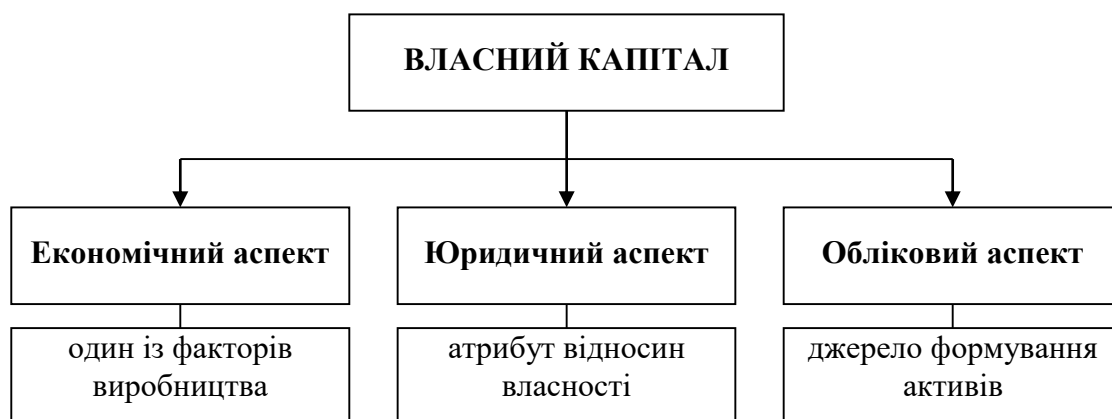 ВЛАСНИЙ КАПІТАЛ
Економічний аспект
Юридичний аспект
Обліковий аспект
один із факторів
виробництва
атрибут відносин
власності
джерело формування
активів